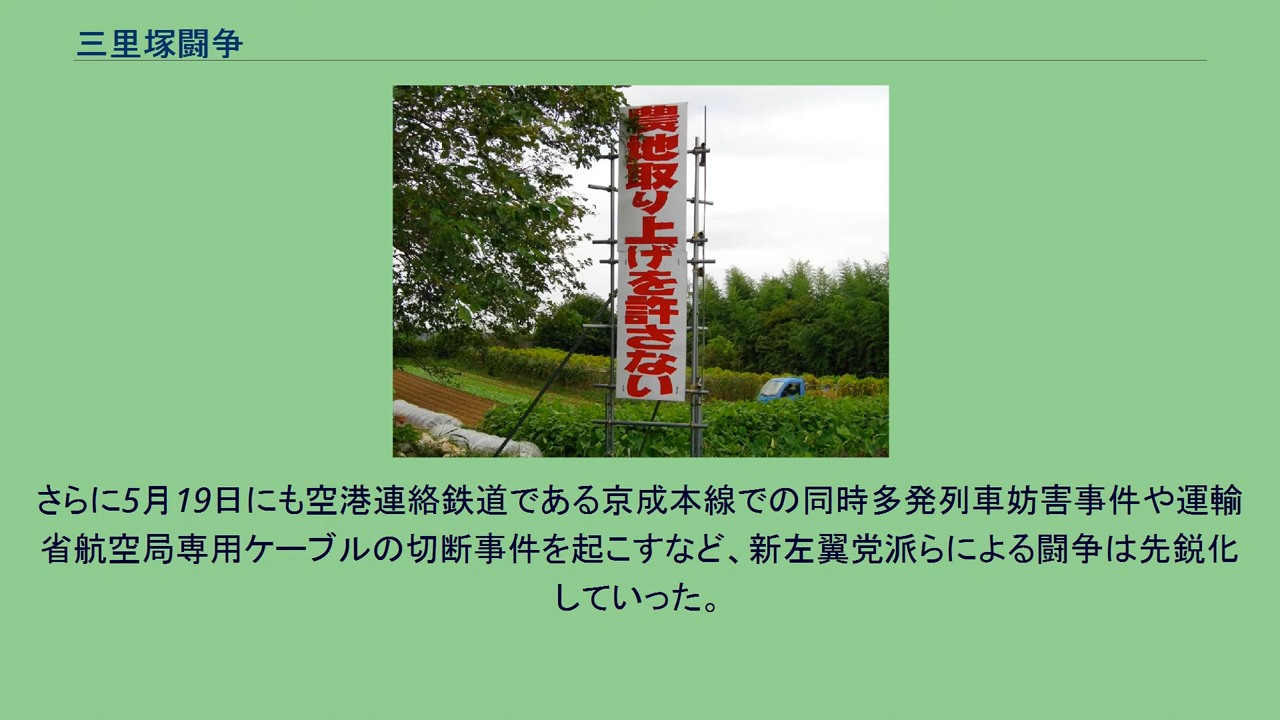 三里塚闘争
農地取り上げを許さない
さらに5月19日にも空港連絡鉄道である京成本線での同時多発列車妨害事件や運輸
省航空局専用ケーブルの切断事件を起こすなど、新左翼党派らによる闘争は先鋭化
していった。